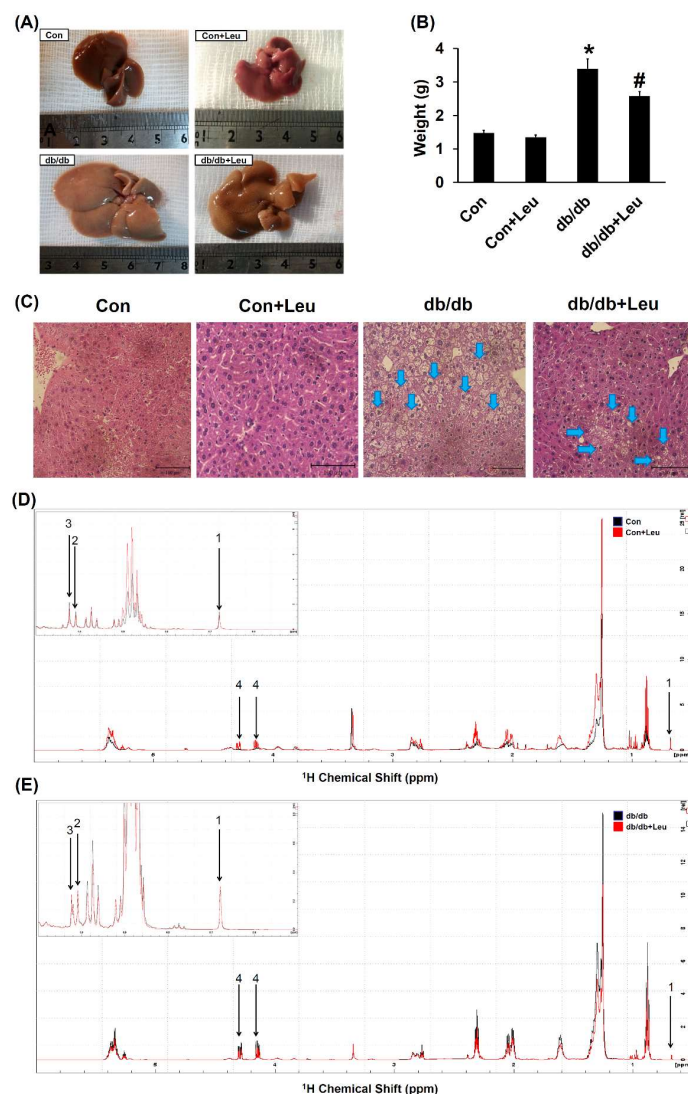 (A)
Con
Con+Leu
A
db/db
db/db+Leu
(B)
Weight (g)
5
4
3
2
1
0
*
#
Con
Con+Leu
db/db
db/db+Leu
(C)
Con
Con+Leu
db/db
db/db+Leu
(D)
3
2
1
Con
Con+Leu
4
4
1
¹H Chemical Shift (ppm)
(E)
3
2
1
db/db
db/db+Leu
4
4
1
¹H Chemical Shift (ppm)